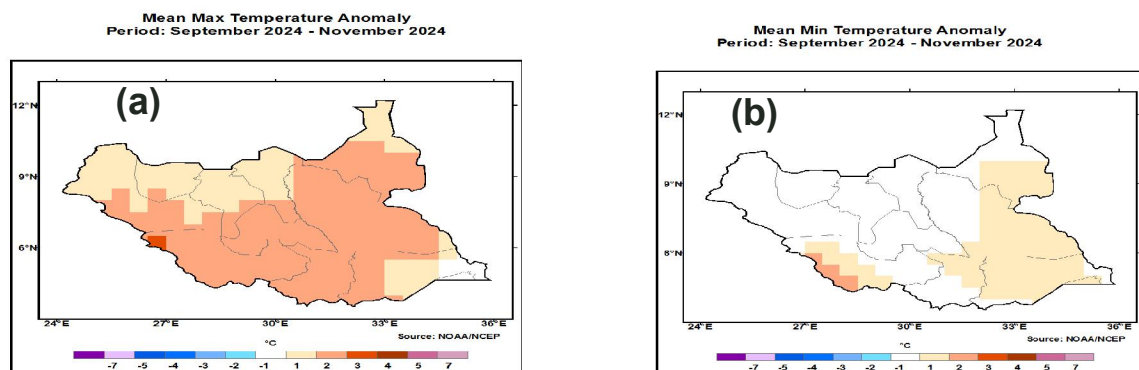 Mean Max Temperature Anomaly
Period: September 2024 - November 2024
(a)
12°N
9°N
6°N
24°E 27°E 30°E 33°E 36°E
Source: NOAA/NCEP
°C
-7 -5 -4 -3 -2 -1 1 2 3 4 5 7
Mean Min Temperature Anomaly
Period: September 2024 - November 2024
(b)
12°N
9°N
6°N
24°E 27°E 30°E 33°E 36°E
Source: NOAA/NCEP
°C
-7 -5 -4 -3 -2 -1 1 2 3 4 5 7